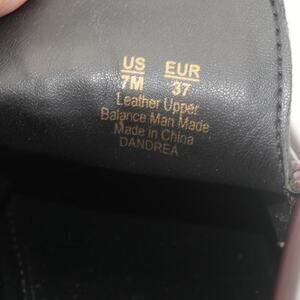 US EUR
7M 37
Leather Upper
Balance Man Made
Made in China
DANDREA